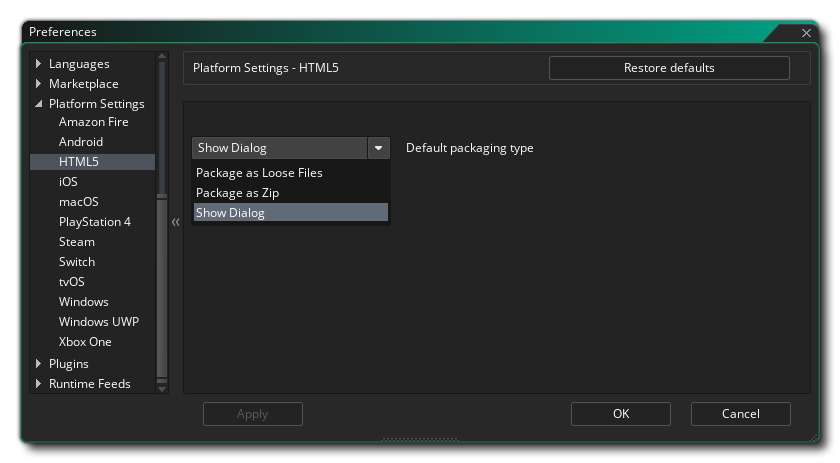 Preferences
Languages
Marketplace
Platform Settings
Amazon Fire
Android
HTML5
iOS
macOS
PlayStation 4
Steam
Switch
tvOS
Windows
Windows UWP
Xbox One
Plugins
Runtime Feeds
Platform Settings - HTML5
Restore defaults
Show Dialog
Default packaging type
Package as Loose Files
Package as Zip
Show Dialog
Apply
OK
Cancel